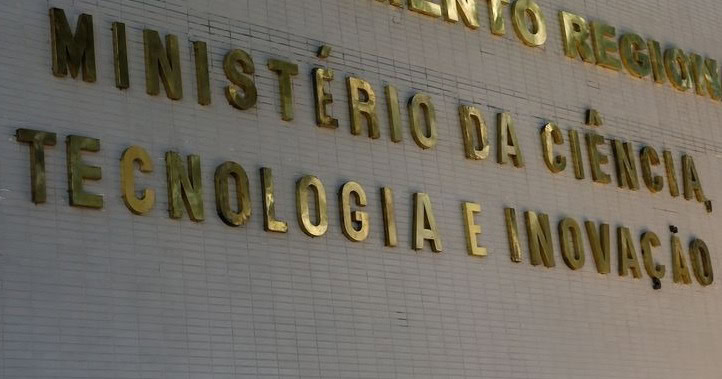 MINISTÉRIO DA CIÊNCIA,
TECNOLOGIA E INOVAÇÃO